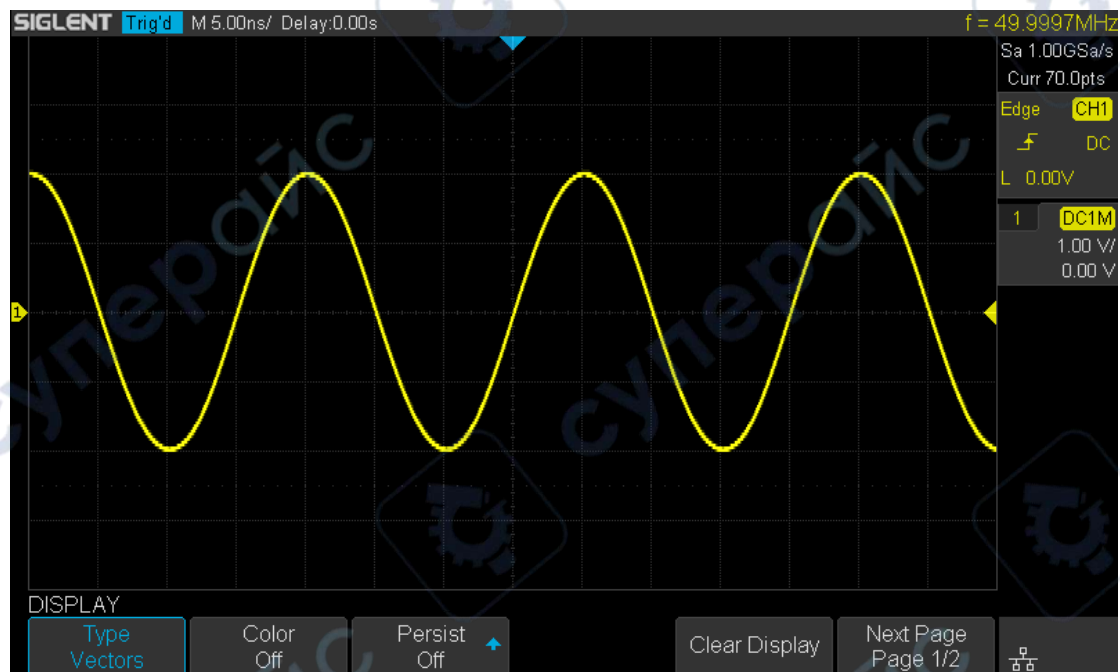 SIGLENT Trig'd M 5.00ns/ Delay:0.00s f = 49.9997MHz
Sa 1.00GSa/s
Curr 70.0pts
Edge CH1
DC
L 0.00V
1 DC1M
1.00 V/
0.00 V
1
суперайс
суперайс
DISPLAY
Type
Vectors
Color
Off
Persist
Off
Clear Display
Next Page
Page 1/2